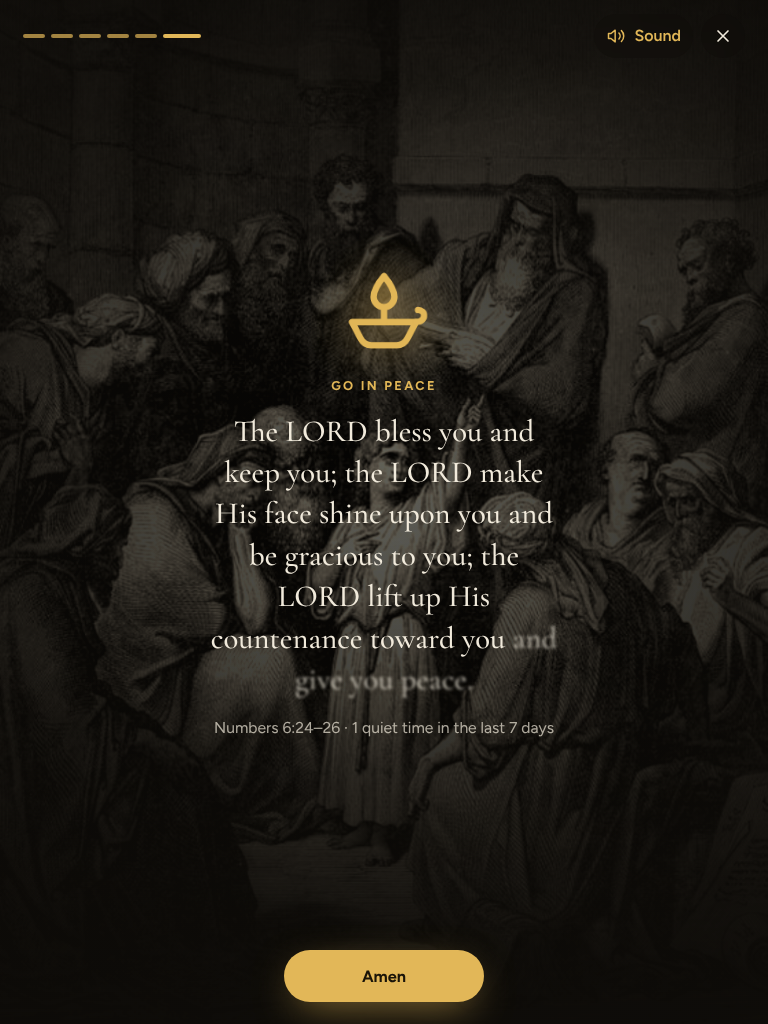 Sound
GO IN PEACE
The LORD bless you and
keep you; the LORD make
His face shine upon you and
be gracious to you; the
LORD lift up His
countenance toward you and
give you peace.
Numbers 6:24–26 · 1 quiet time in the last 7 days
Amen